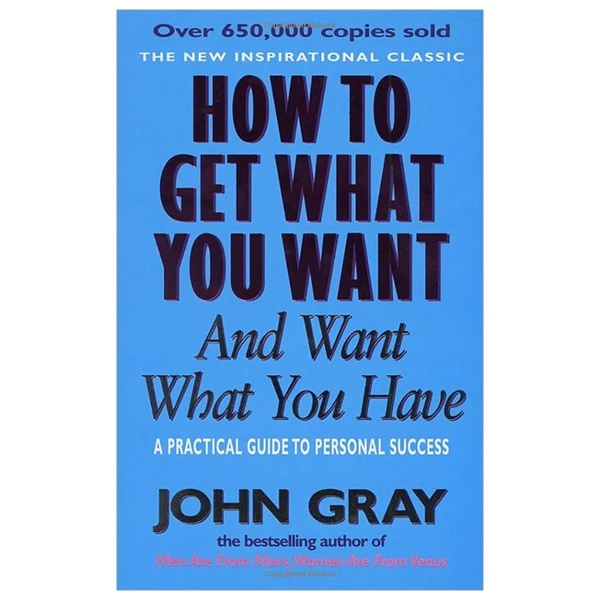 Over 650,000 copies sold
THE NEW INSPIRATIONAL CLASSIC
HOW TO
GET WHAT
YOU WANT
And Want
What You Have
A PRACTICAL GUIDE TO PERSONAL SUCCESS
JOHN GRAY
the bestselling author of
Men Are From Mars, Women Are From Venus
Copyrighted Material